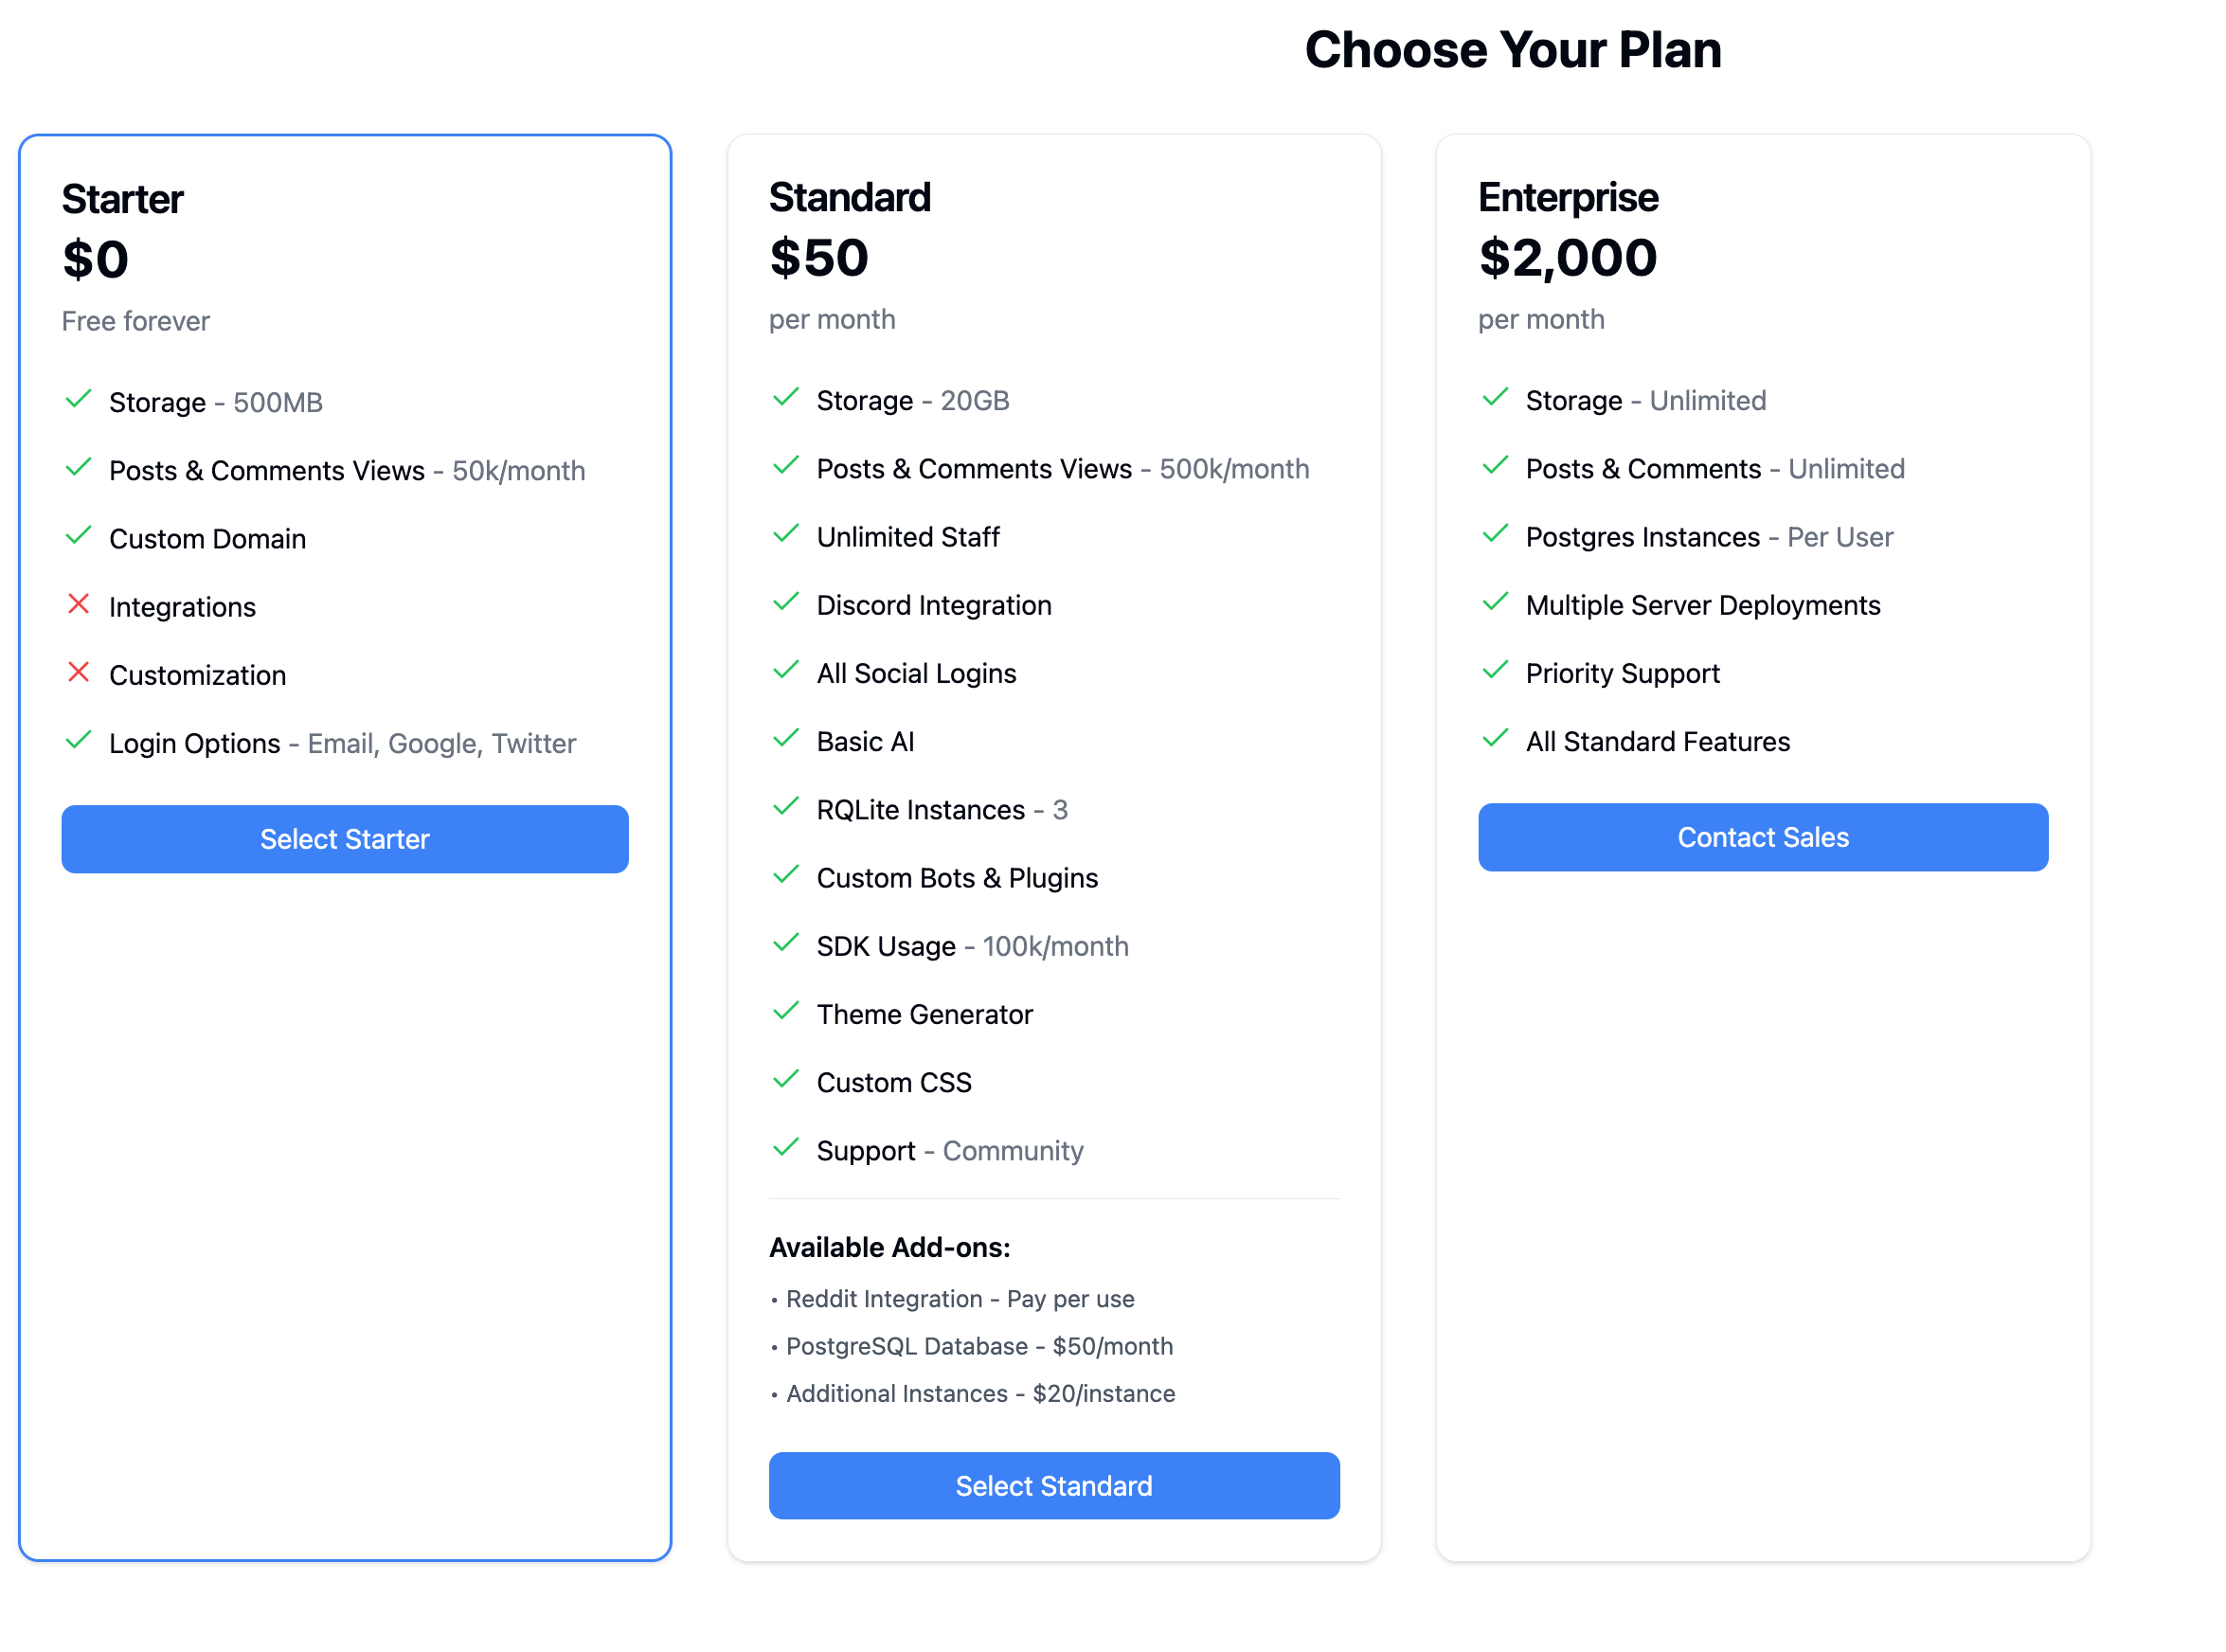 Choose Your Plan
Starter
$0
Free forever
Storage - 500MB
Posts & Comments Views - 50k/month
Custom Domain
Integrations
Customization
Login Options - Email, Google, Twitter
Select Starter
Standard
$50
per month
Storage - 20GB
Posts & Comments Views - 500k/month
Unlimited Staff
Discord Integration
All Social Logins
Basic AI
RQLite Instances - 3
Custom Bots & Plugins
SDK Usage - 100k/month
Theme Generator
Custom CSS
Support - Community
Available Add-ons:
• Reddit Integration - Pay per use
• PostgreSQL Database - $50/month
• Additional Instances - $20/instance
Select Standard
Enterprise
$2,000
per month
Storage - Unlimited
Posts & Comments - Unlimited
Postgres Instances - Per User
Multiple Server Deployments
Priority Support
All Standard Features
Contact Sales